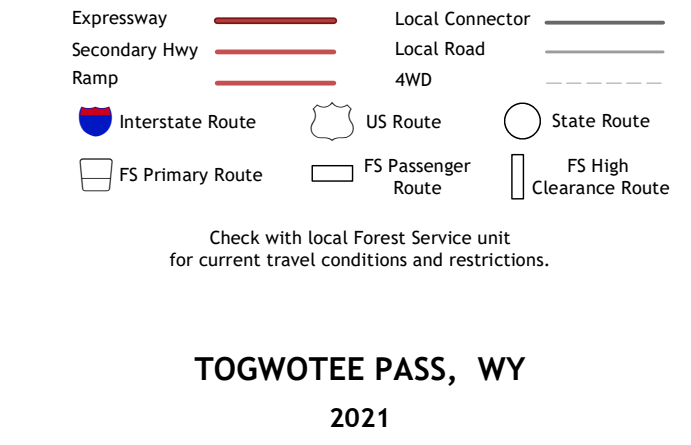 Expressway
Local Connector
Secondary Hwy
Local Road
Ramp
4WD
Interstate Route
US Route
State Route
FS Primary Route
FS Passenger
Route
FS High
Clearance Route
Check with local Forest Service unit
for current travel conditions and restrictions.
TOGWOTEE PASS, WY
2021